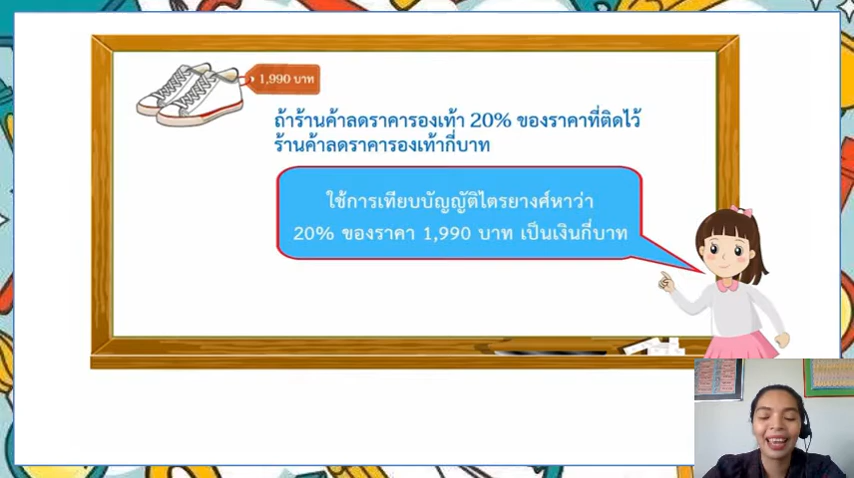 1,990 บาท
ถ้าร้านค้าลดราคารองเท้า 20% ของราคาที่ติดไว้
ร้านค้าลดราคารองเท้ากี่บาท
ใช้การเทียบบัญญัติไตรยางศ์หาว่า
20% ของราคา 1,990 บาท เป็นเงินกี่บาท